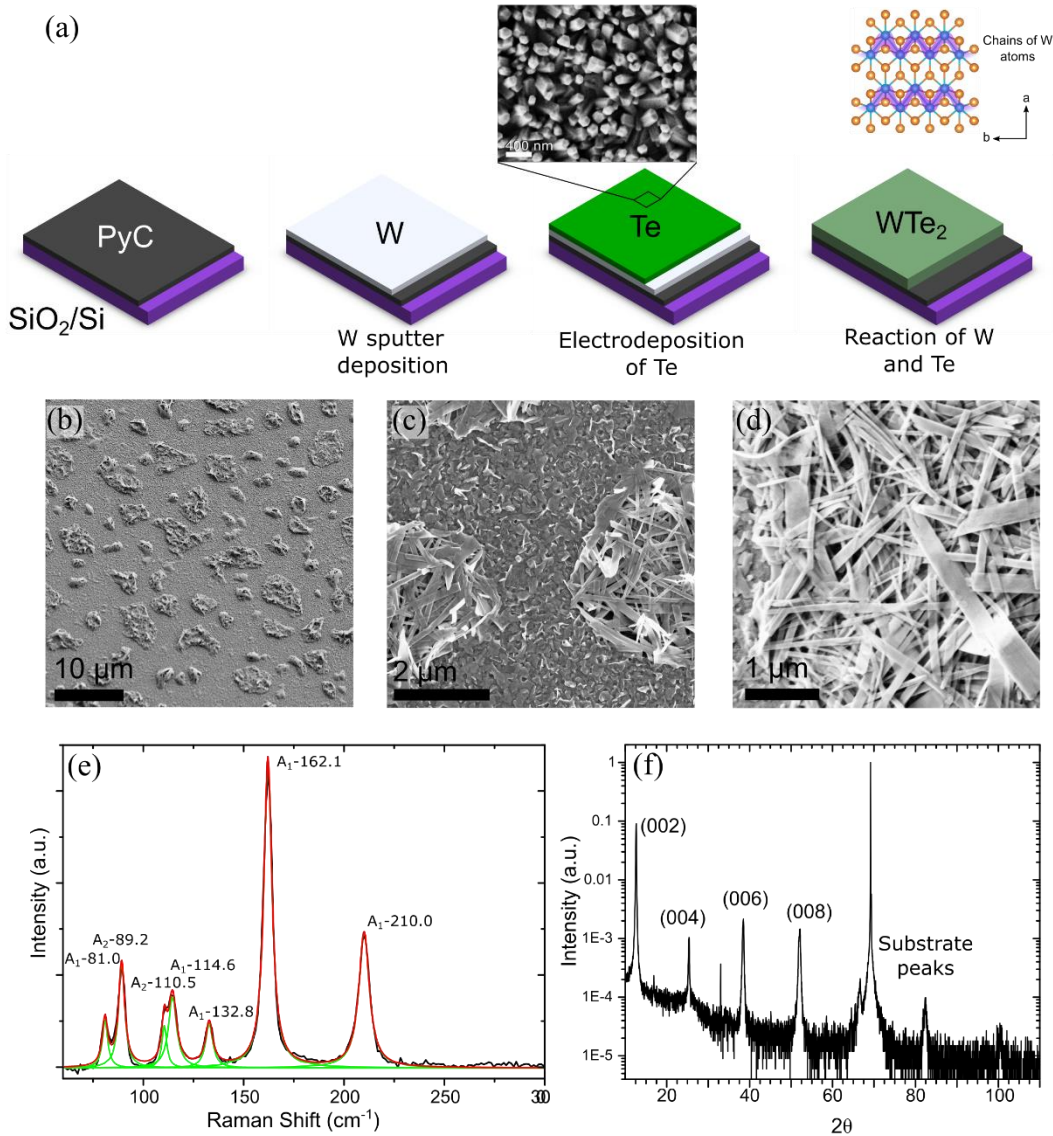 (a)
400 nm
Chains of W
atoms
a
b
PyC
W
Te
WTe₂
SiO₂/Si
W sputter
deposition
Electrodeposition
of Te
Reaction of W
and Te
(b)
(c)
(d)
10 µm
2 µm
1 µm
(e)
A₁-162.1
A₁-210.0
A₂-89.2
A₁-81.0
A₁-114.6
A₂-110.5
A₁-132.8
Intensity (a.u.)
100 150 200 250 300
Raman Shift (cm⁻¹)
(f)
(002)
(004)
(006)
(008)
Substrate
peaks
Intensity (a.u.)
1
0.1
0.01
1E-3
1E-4
1E-5
20 40 60 80 100
2θ